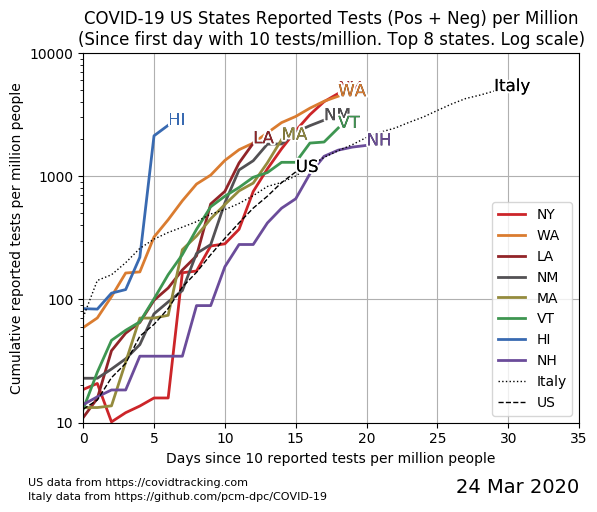 COVID-19 US States Reported Tests (Pos + Neg) per Million
(Since first day with 10 tests/million. Top 8 states. Log scale)
Cumulative reported tests per million people
10000
1000
100
10
HI
LA
MA
NM
VT
WA
NH
US
Italy
NY
WA
LA
NM
MA
VT
HI
NH
Italy
US
0 5 10 15 20 25 30 35
Days since 10 reported tests per million people
US data from https://covidtracking.com
Italy data from https://github.com/pcm-dpc/COVID-19
24 Mar 2020